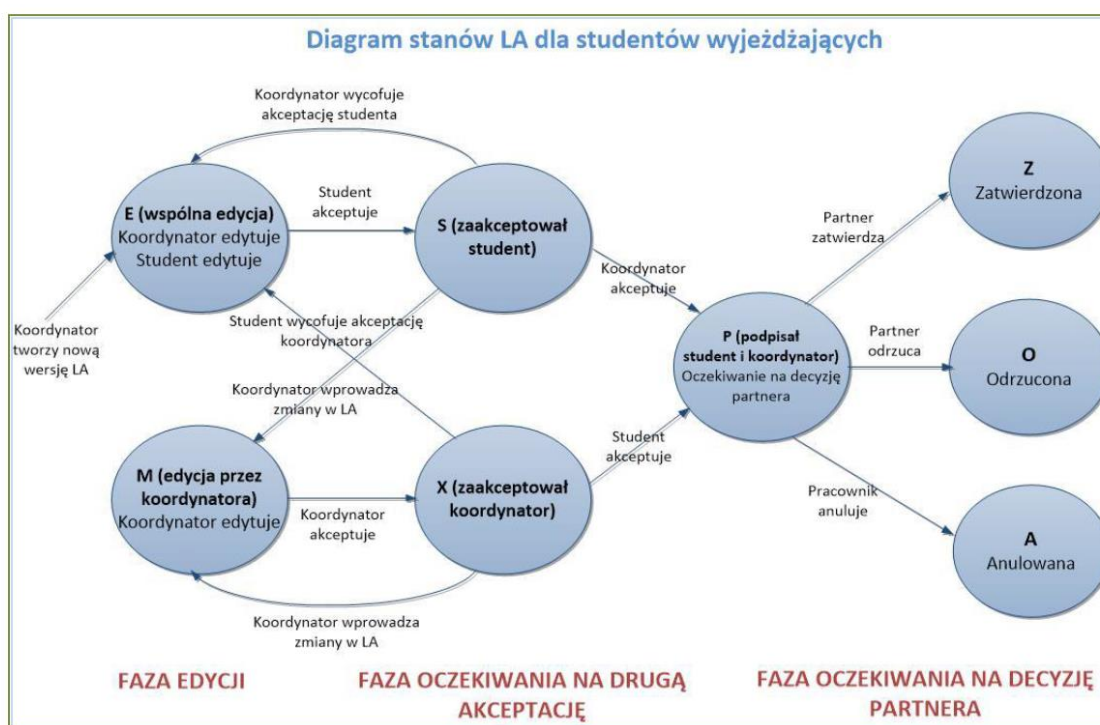 Diagram stanów LA dla studentów wyjeżdżających
Koordynator wycofuje
akceptację studenta
E (wspólna edycja)
Koordynator edytuje
Student edytuje
Student
akceptuje
S (zaakceptował
student)
Koordynator
tworzy nową
wersję LA
Student wycofuje akceptację
koordynatora
Koordynator
akceptuje
Koordynator wprowadza
zmiany w LA
M (edycja przez
koordynatora)
Koordynator edytuje
Koordynator
akceptuje
X (zaakceptował
koordynator)
Student
akceptuje
Koordynator wprowadza
zmiany w LA
P (podpisał
student i koordynator)
Oczekiwanie na decyzję
partnera
Partner
zatwierdza
Z
Zatwierdzona
Partner
odrzuca
O
Odrzucona
Pracownik
anuluje
A
Anulowana
FAZA EDYCJI
FAZA OCZEKIWANIA NA DRUGĄ
AKCEPTACJĘ
FAZA OCZEKIWANIA NA DECYZJĘ
PARTNERA